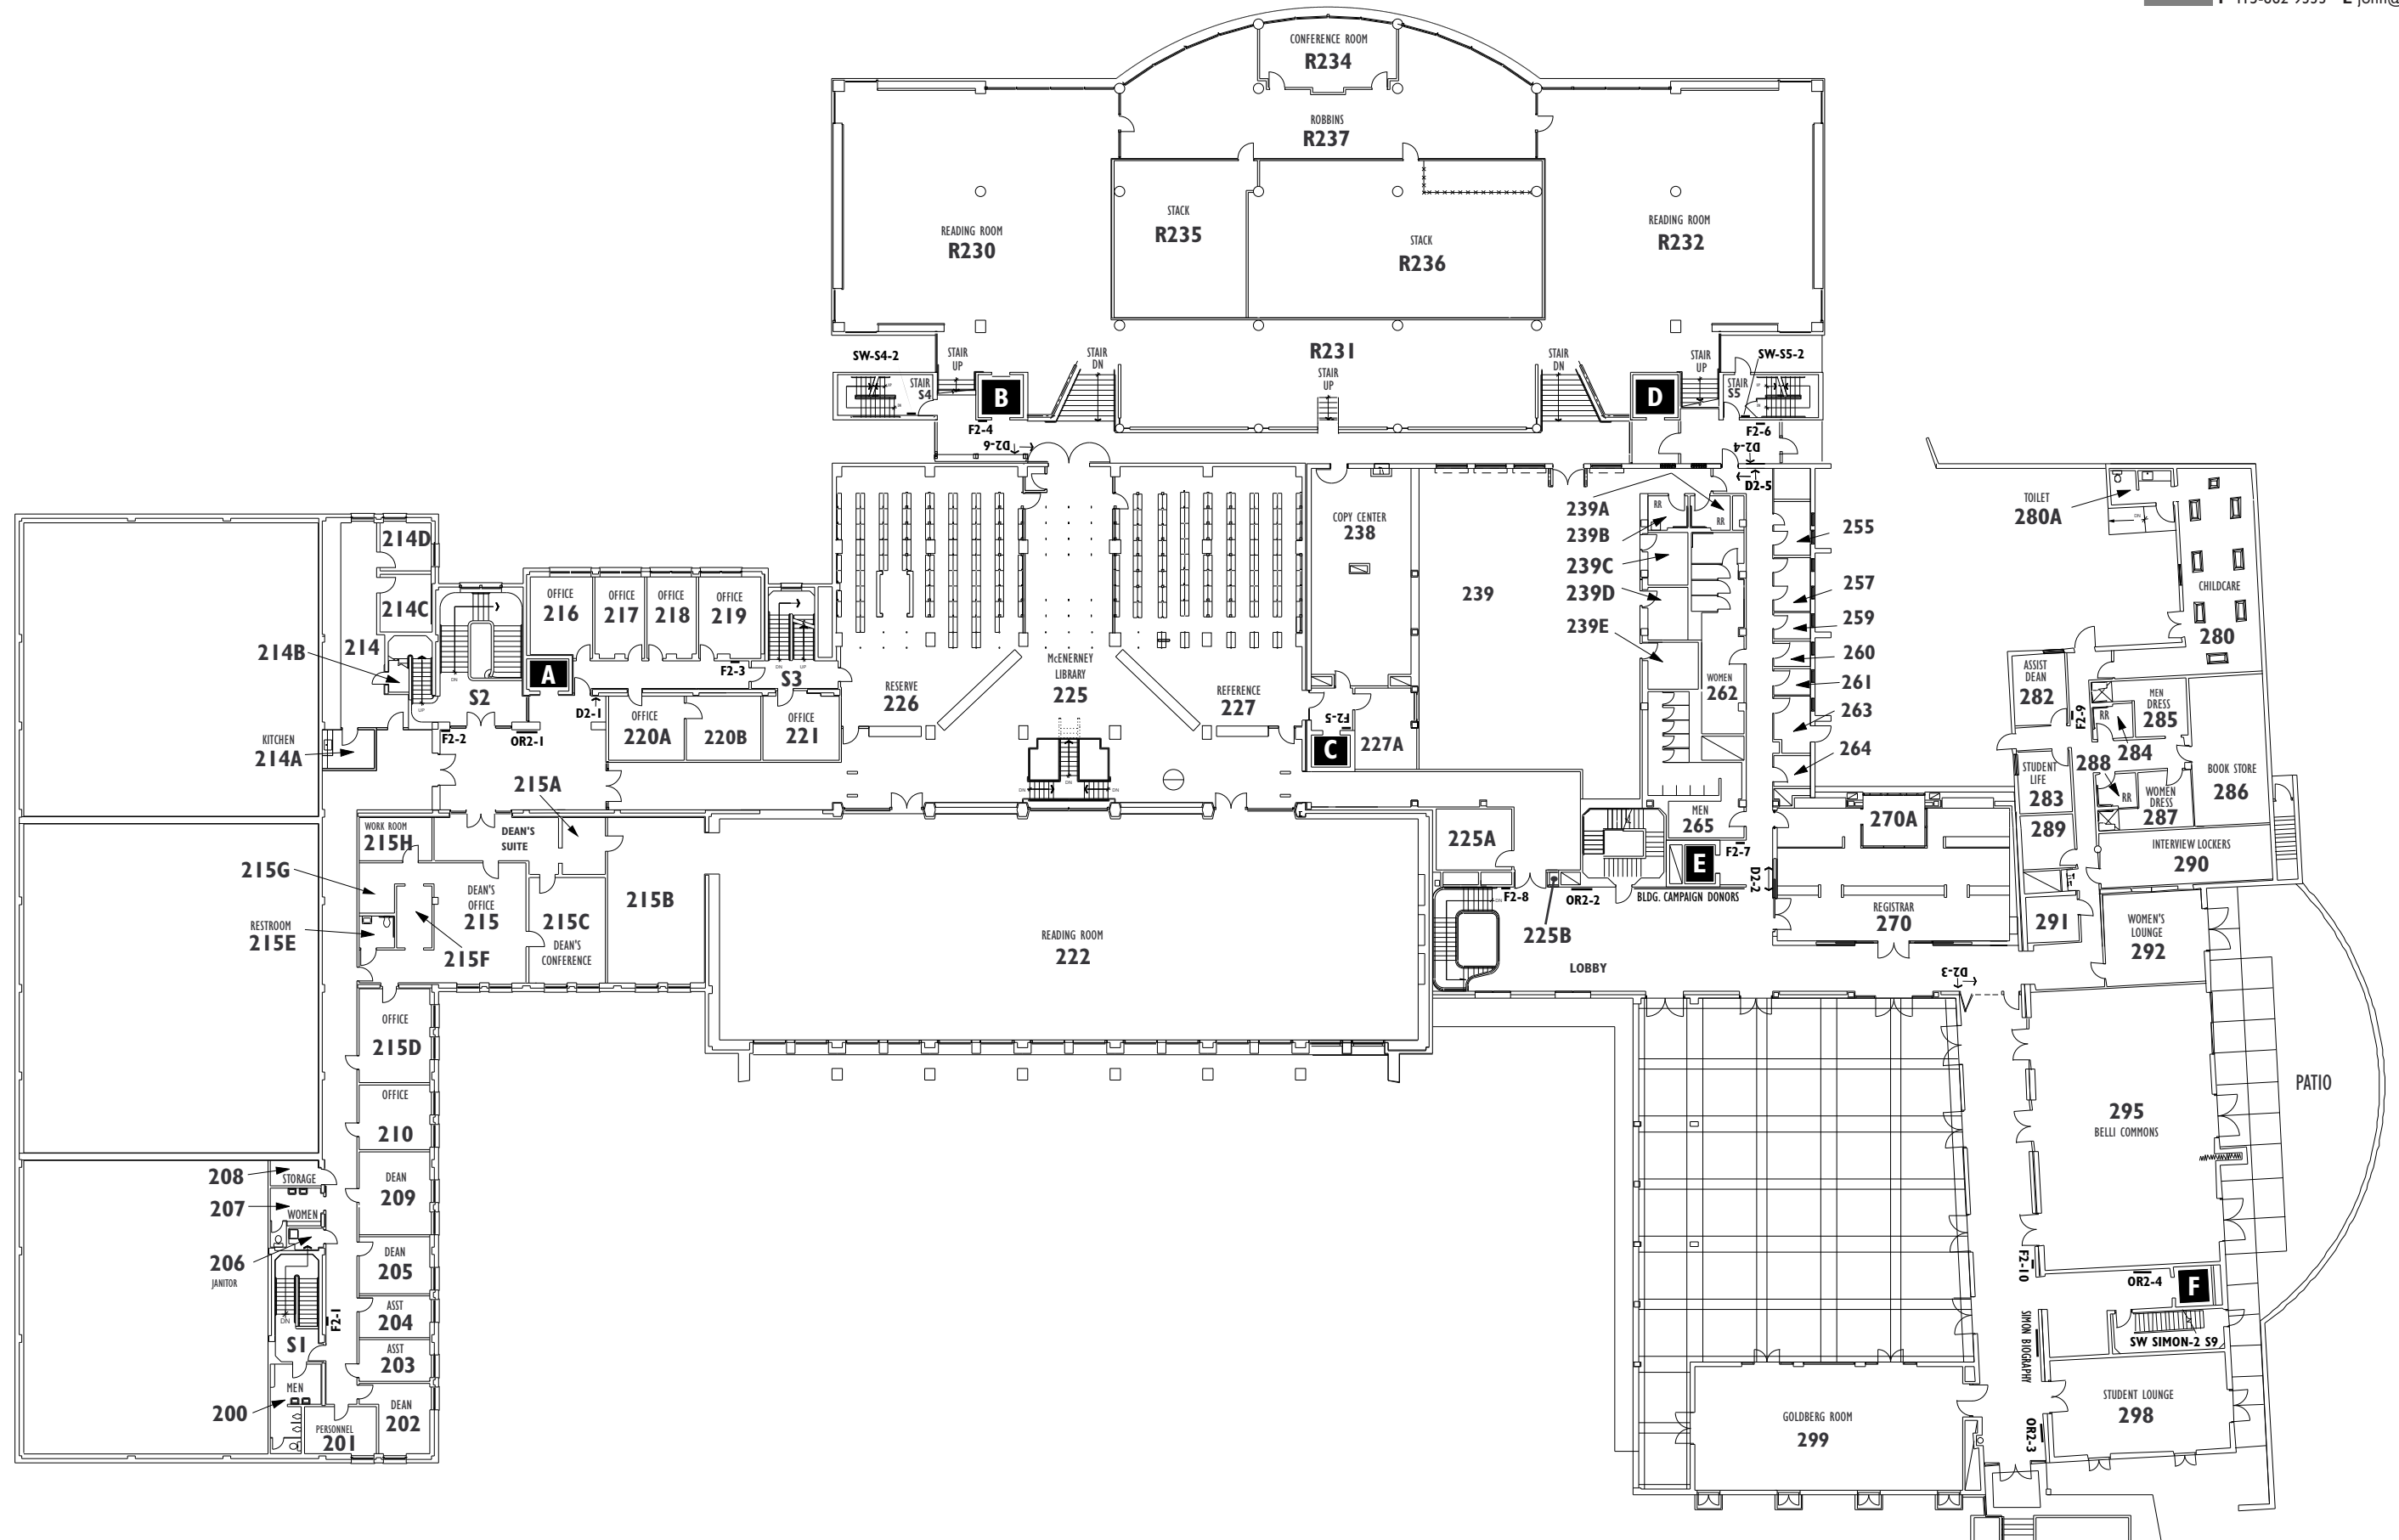 CONFERENCE ROOM
R234
ROBBINS
R237
STACK
R235
READING ROOM
R230
STACK
R236
READING ROOM
R232
R231
STAIR
UP
SW-S4-2
STAIR
UP
STAIR
DN
STAIR
DN
STAIR
UP
SW-S5-2
STAIR
S4
B
D
STAIR
S5
F2-4
D2-6
F2-6
D2-4
D2-5
TOILET
280A
239A
RR
RR
239B
COPY CENTER
238
255
214D
239C
CHILDCARE
280
257
214C
OFFICE
216
OFFICE
217
OFFICE
218
OFFICE
219
239
239D
259
239E
214B
214
260
A
F2-3
S3
McENERNEY
LIBRARY
225
ASSIST
DEAN
282
261
S2
RESERVE
226
REFERENCE
227
WOMEN
262
MEN
DRESS
285
D2-1
F2-5
263
F2-9
RR
F2-2
OR2-1
OFFICE
220A
220B
OFFICE
221
C
227A
284
KITCHEN
214A
264
288
STUDENT
LIFE
283
BOOK STORE
286
215A
RR
WOMEN
DRESS
287
WORK ROOM
215H
DEAN'S
SUITE
225A
MEN
265
270A
289
INTERVIEW LOCKERS
290
215G
E
F2-7
D2-2
DEAN'S
OFFICE
215
215B
F2-8
OR2-2
BLDG. CAMPAIGN DONORS
215C
DEAN'S
CONFERENCE
RESTROOM
215E
215F
READING ROOM
222
225B
REGISTRAR
270
291
WOMEN'S
LOUNGE
292
LOBBY
D2-3
OFFICE
215D
PATIO
OFFICE
210
295
BELLI COMMONS
208
STORAGE
DEAN
209
207
WOMEN
206
JANITOR
DEAN
205
F2-10
OR2-4
F
ASST
204
F2-1
S1
SIMON BIOGRAPHY
SW SIMON-2 S9
ASST
203
MEN
200
DEAN
202
STUDENT LOUNGE
298
PERSONNEL
201
GOLDBERG ROOM
299
OR2-3